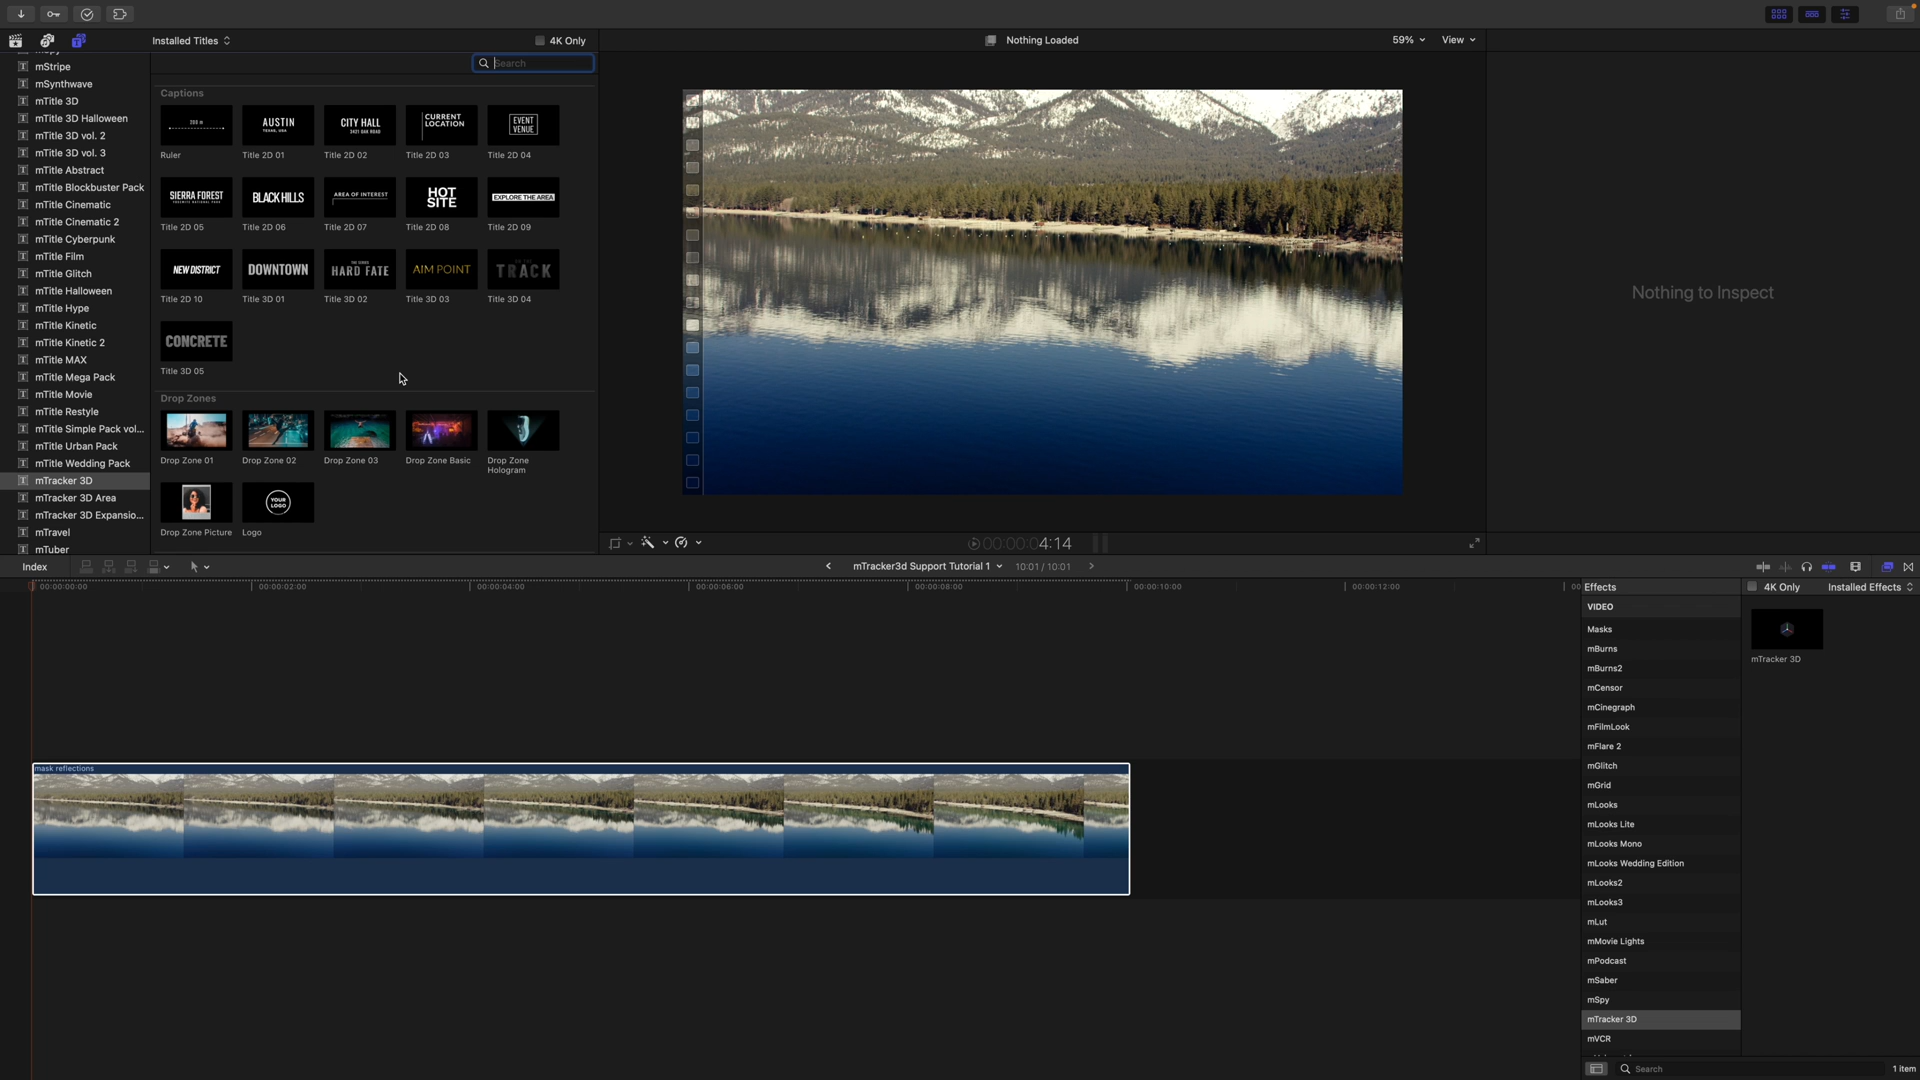 Installed Titles
4K Only
Nothing Loaded
59%
View
Search
mStripe
mSynthwave
mTitle 3D
mTitle 3D Halloween
mTitle 3D vol. 2
mTitle 3D vol. 3
mTitle Abstract
mTitle Blockbuster Pack
mTitle Cinematic
mTitle Cinematic 2
mTitle Cyberpunk
mTitle Film
mTitle Glitch
mTitle Halloween
mTitle Hype
mTitle Kinetic
mTitle Kinetic 2
mTitle MAX
mTitle Mega Pack
mTitle Movie
mTitle Restyle
mTitle Simple Pack vol...
mTitle Urban Pack
mTitle Wedding Pack
mTracker 3D
mTracker 3D Area
mTracker 3D Expansio...
mTravel
mTuber
Captions
200 m
AUSTIN
TEXAS, USA
CITY HALL
2421 OAK ROAD
CURRENT
LOCATION
EVENT
VENUE
Ruler
Title 2D 01
Title 2D 02
Title 2D 03
Title 2D 04
SIERRA FOREST
BLACK HILLS
AREA OF INTEREST
HOT
SITE
EXPLORE THE AREA
Title 2D 05
Title 2D 06
Title 2D 07
Title 2D 08
Title 2D 09
NEW DISTRICT
DOWNTOWN
HARD FATE
AIM POINT
TRACK
Title 2D 10
Title 3D 01
Title 3D 02
Title 3D 03
Title 3D 04
CONCRETE
Title 3D 05
Drop Zones
Drop Zone 01
Drop Zone 02
Drop Zone 03
Drop Zone Basic
Drop Zone
Hologram
YOUR
LOGO
Drop Zone Picture
Logo
Nothing to Inspect
00:00:00:04:14
Index
mTracker3d Support Tutorial 1
10:01 / 10:01
00:00:00:00
00:00:02:00
00:00:04:00
00:00:06:00
00:00:08:00
00:00:10:00
00:00:12:00
00
mask reflections
Effects
4K Only
Installed Effects
VIDEO
Masks
mBurns
mBurns2
mCensor
mCinegraph
mFilmLook
mFlare 2
mGlitch
mGrid
mLooks
mLooks Lite
mLooks Mono
mLooks Wedding Edition
mLooks2
mLooks3
mLut
mMovie Lights
mPodcast
mSaber
mSpy
mTracker 3D
mVCR
mTracker 3D
Search
1 item